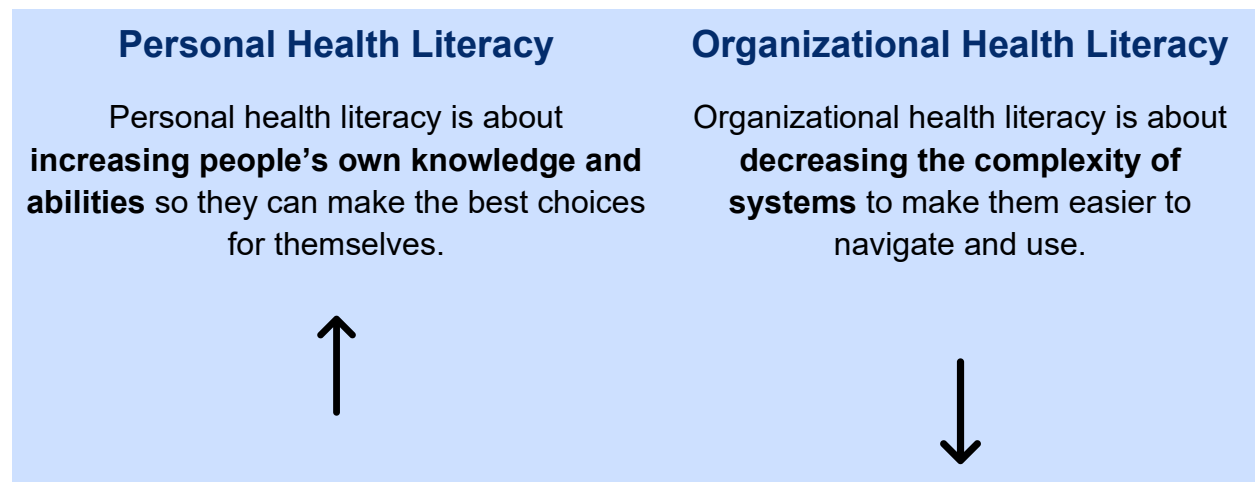 Personal Health Literacy
Personal health literacy is about
increasing people’s own knowledge and
abilities so they can make the best choices
for themselves.
Organizational Health Literacy
Organizational health literacy is about
decreasing the complexity of
systems to make them easier to
navigate and use.